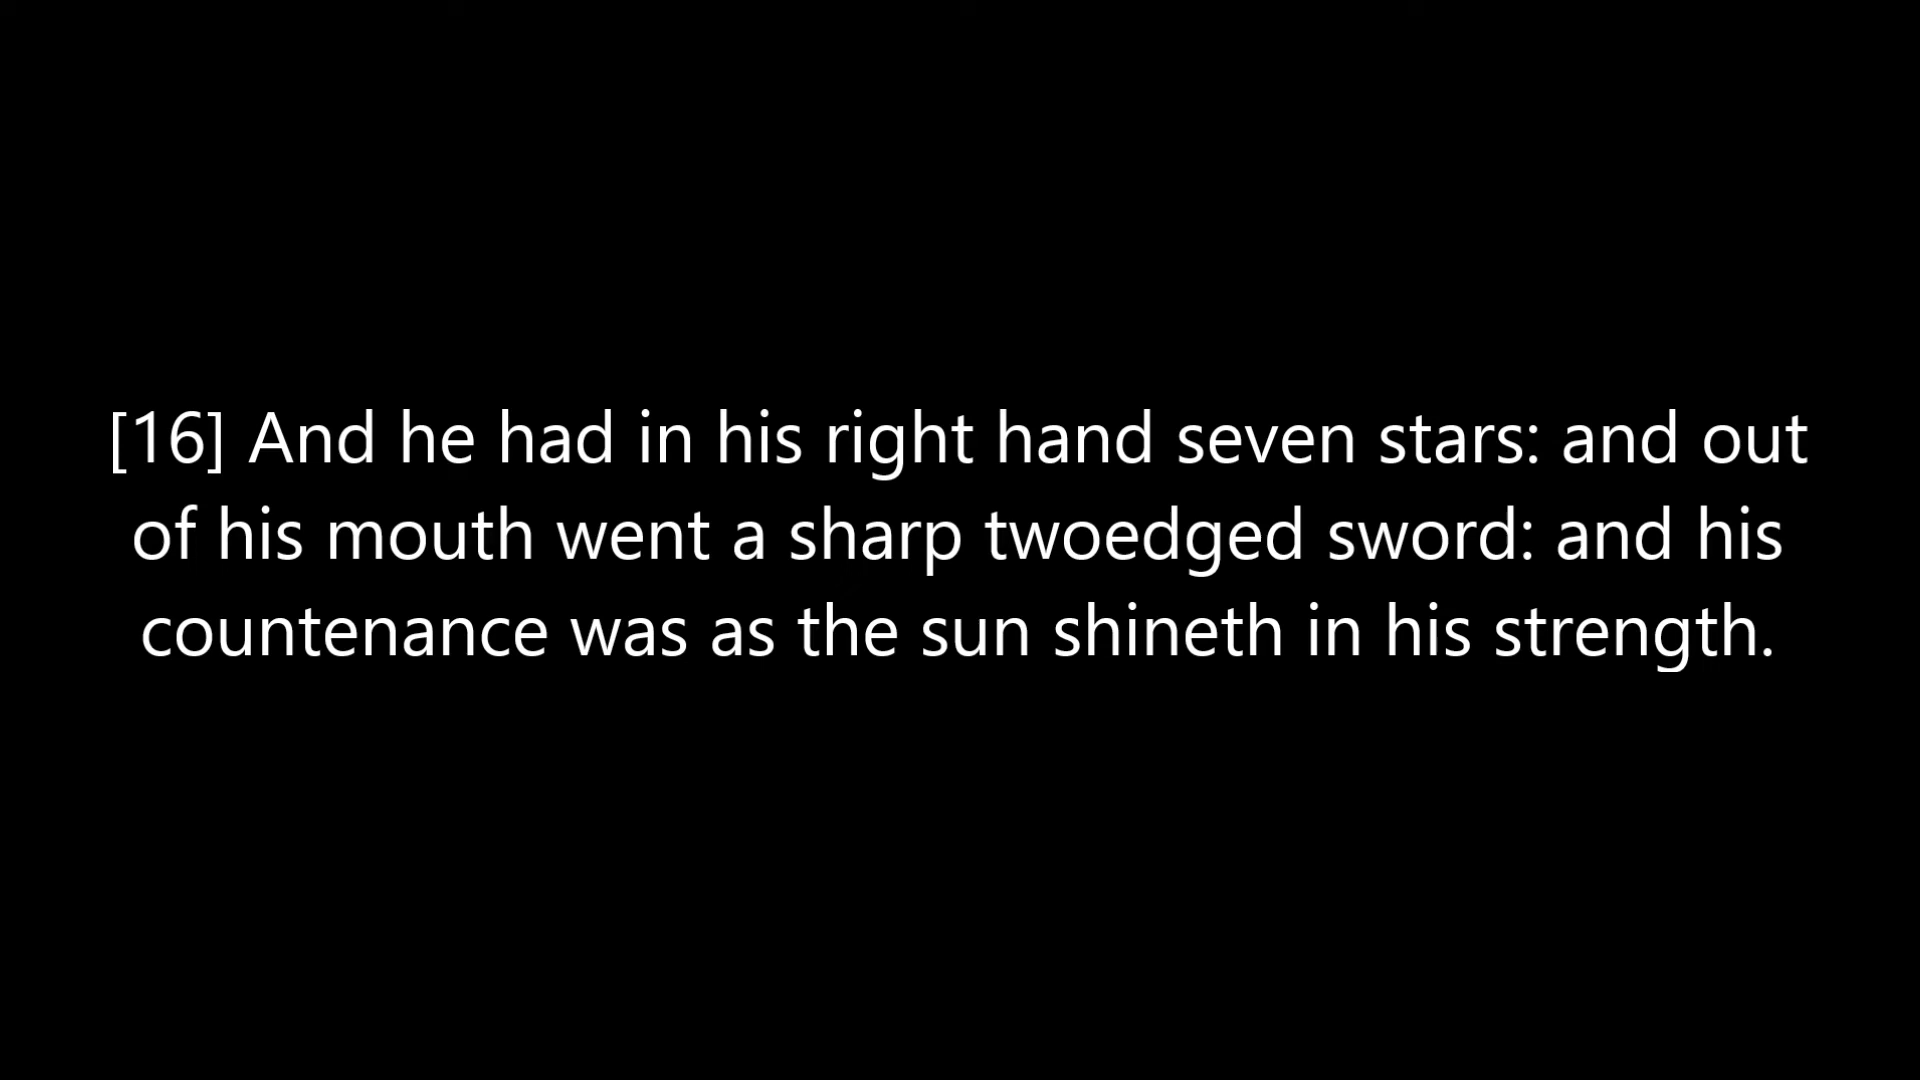 [16] And he had in his right hand seven stars: and out
of his mouth went a sharp twoedged sword: and his
countenance was as the sun shineth in his strength.